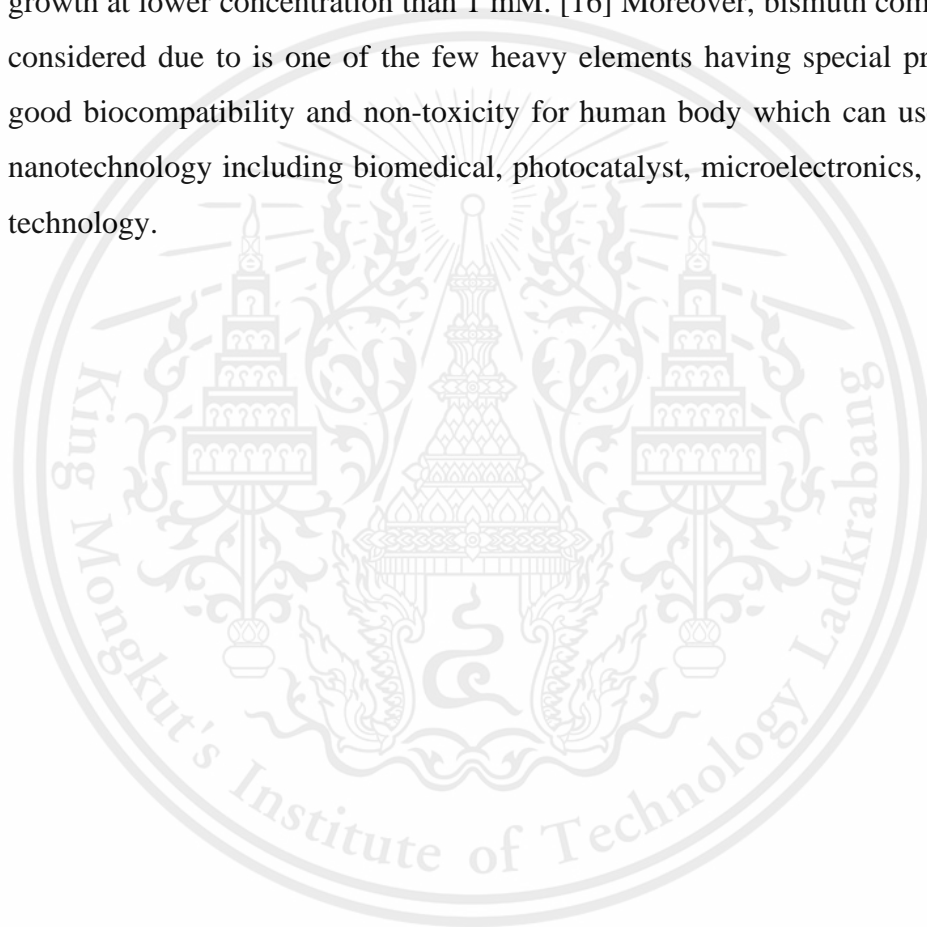 growth at lower concentration than 1 mM. [16] Moreover, bismuth com
considered due to is one of the few heavy elements having special pr
good biocompatibility and non-toxicity for human body which can us
nanotechnology including biomedical, photocatalyst, microelectronics,
technology.
King Mongkut's Institute of Technology Ladkrabang